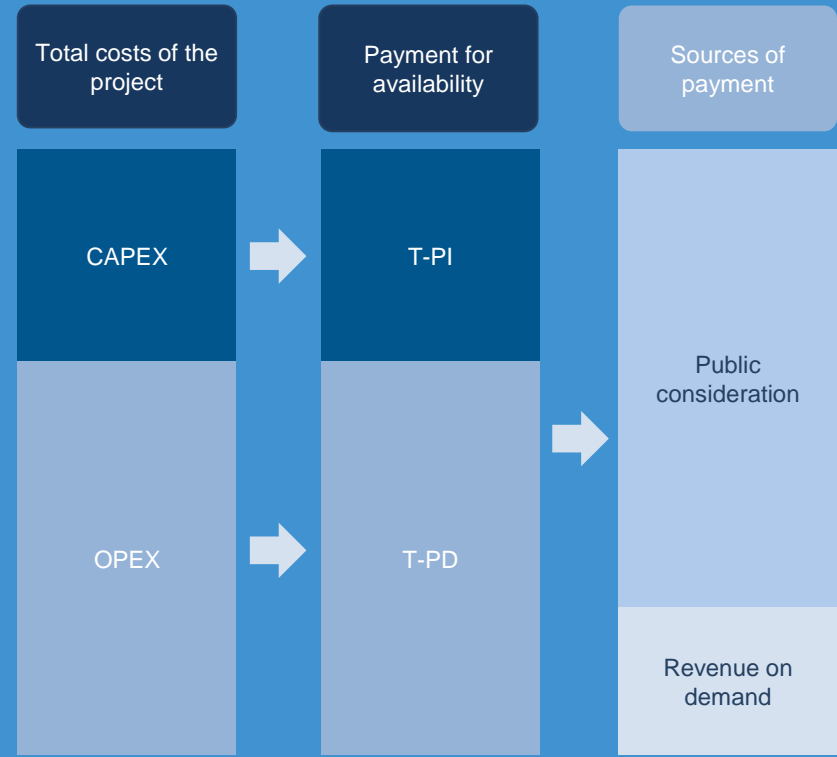 Total costs of the
project
Payment for
availability
Sources of
payment
CAPEX
T-PI
Public
consideration
OPEX
T-PD
Revenue on
demand